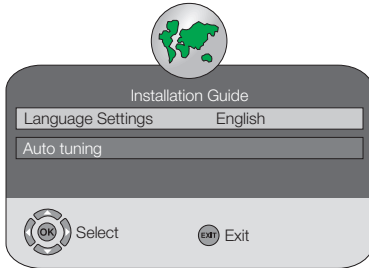 Installation Guide
Language Settings English
Auto tuning
OK Select EXIT Exit